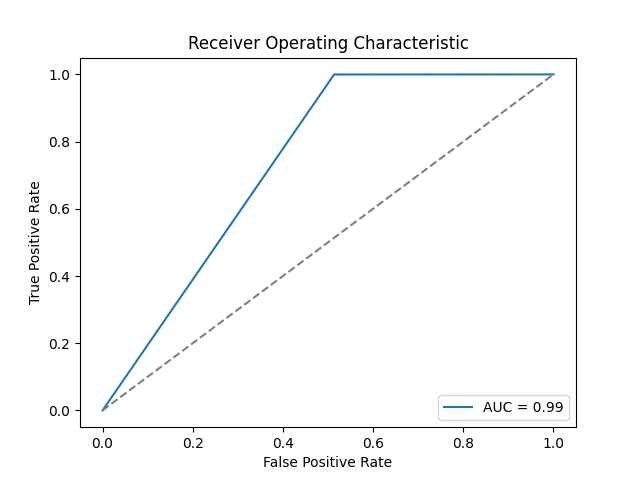 Receiver Operating Characteristic
1.0
0.8
0.6
0.4
0.2
0.0
True Positive Rate
AUC = 0.99
0.0 0.2 0.4 0.6 0.8 1.0
False Positive Rate